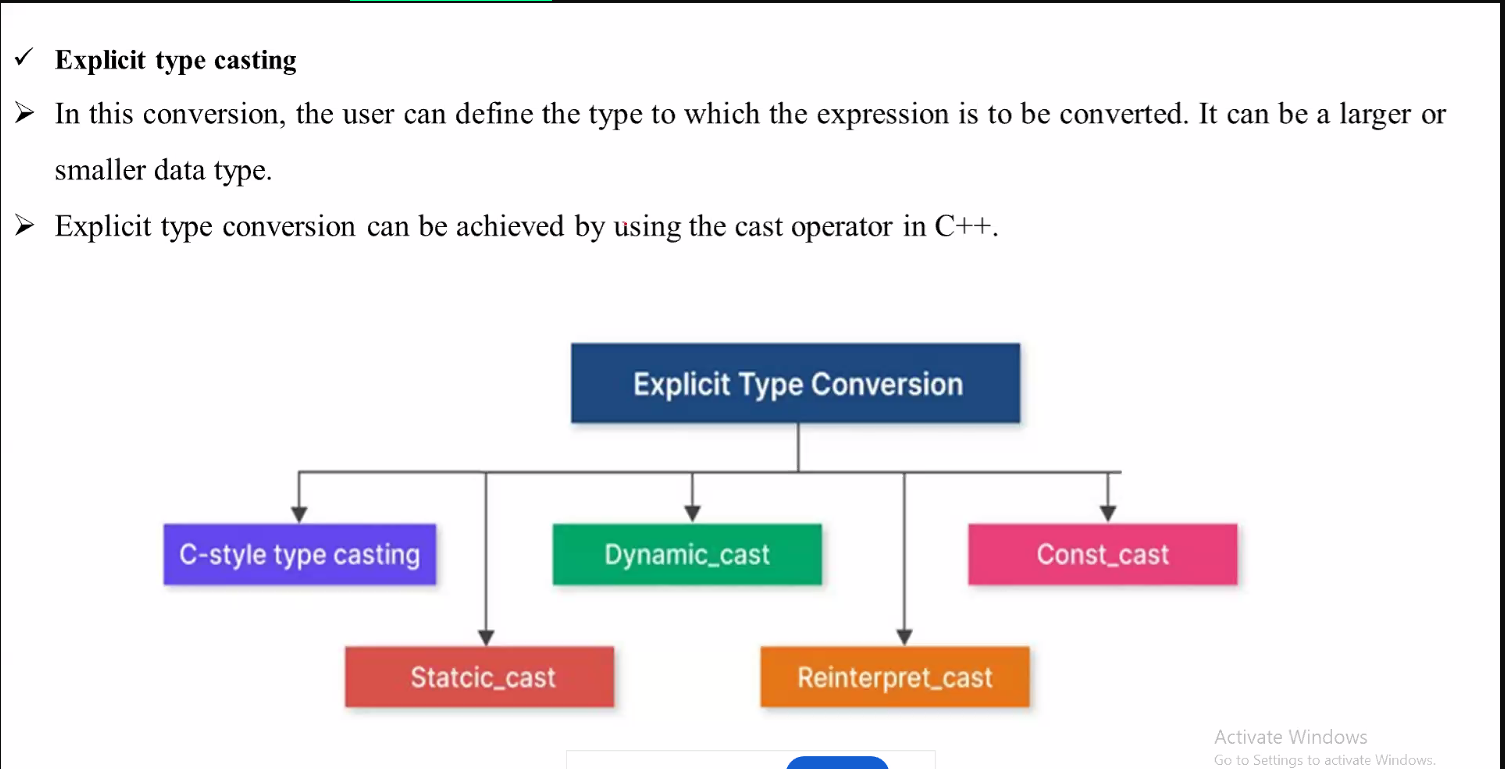 ✓ Explicit type casting
➢ In this conversion, the user can define the type to which the expression is to be converted. It can be a larger or
smaller data type.
➢ Explicit type conversion can be achieved by using the cast operator in C++.
Explicit Type Conversion
C-style type casting
Dynamic_cast
Const_cast
Statcic_cast
Reinterpret_cast
Activate Windows
Go to Settings to activate Windows.